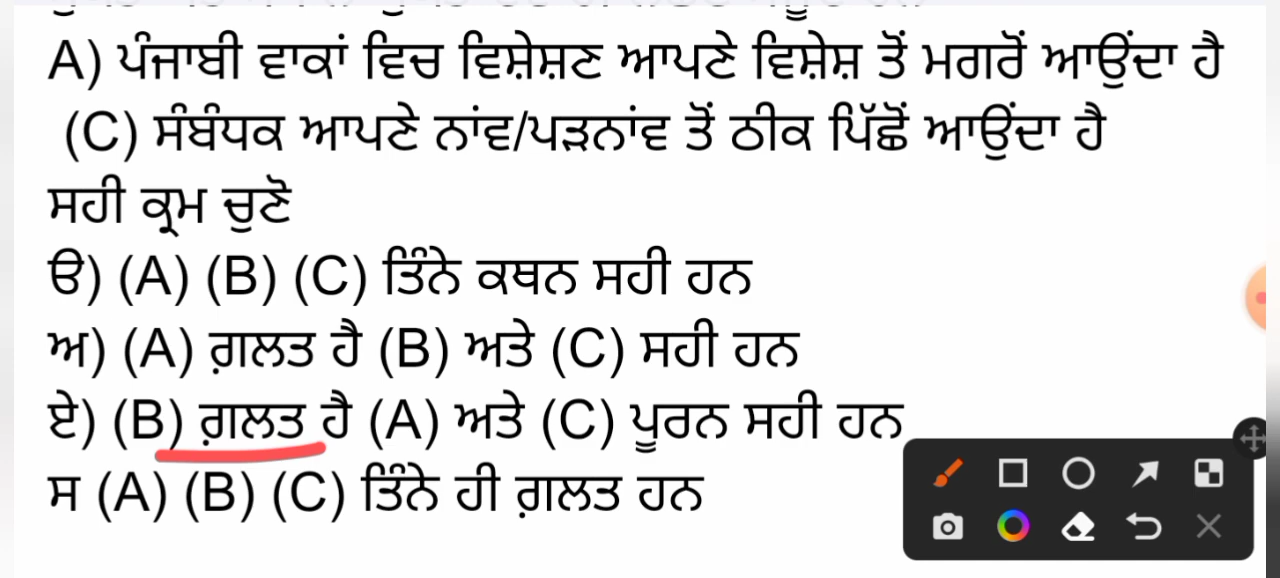 A) ਪੰਜਾਬੀ ਵਾਕਾਂ ਵਿਚ ਵਿਸ਼ੇਸ਼ਣ ਆਪਣੇ ਵਿਸ਼ੇਸ਼ ਤੋਂ ਮਗਰੋਂ ਆਉਂਦਾ ਹੈ
(C) ਸੰਬੰਧਕ ਆਪਣੇ ਨਾਂਵ/ਪੜਨਾਂਵ ਤੋਂ ਠੀਕ ਪਿੱਛੋਂ ਆਉਂਦਾ ਹੈ
ਸਹੀ ਕ੍ਰਮ ਚੁਣੋ
ੳ) (A) (B) (C) ਤਿੰਨੇ ਕਥਨ ਸਹੀ ਹਨ
ਅ) (A) ਗ਼ਲਤ ਹੈ (B) ਅਤੇ (C) ਸਹੀ ਹਨ
ੲੇ) (B) ਗ਼ਲਤ ਹੈ (A) ਅਤੇ (C) ਪੂਰਨ ਸਹੀ ਹਨ
ਸ (A) (B) (C) ਤਿੰਨੇ ਹੀ ਗ਼ਲਤ ਹਨ